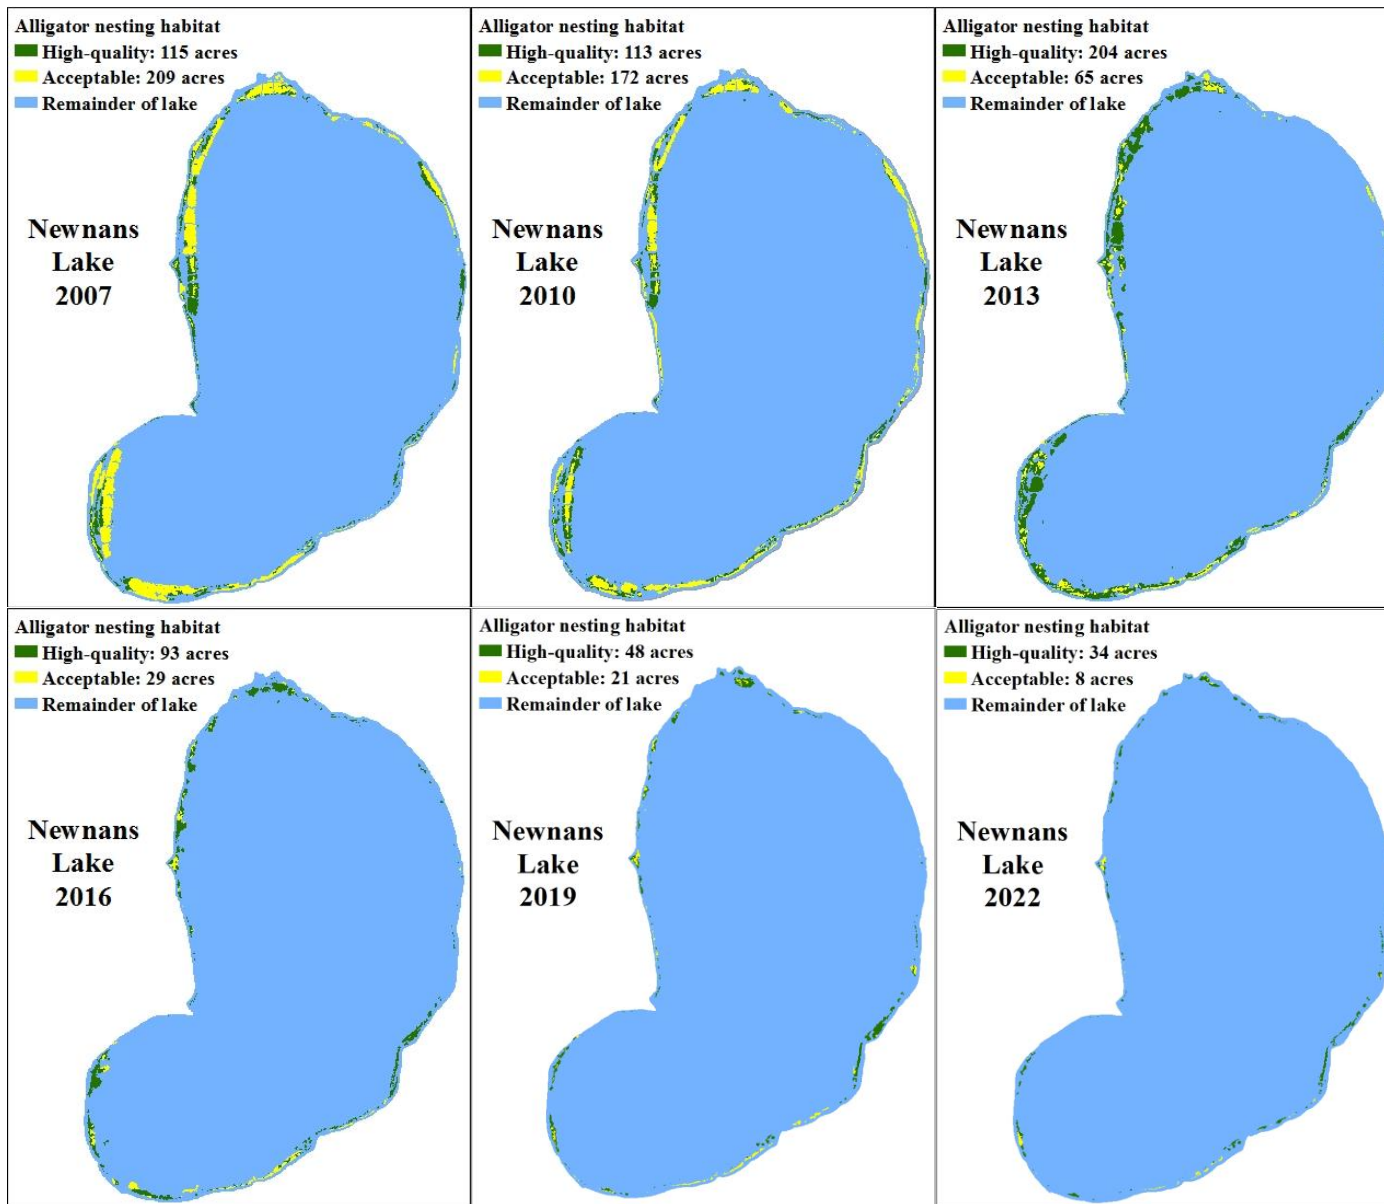 Alligator nesting habitat
High-quality: 115 acres
Acceptable: 209 acres
Remainder of lake
Newnans
Lake
2007
Alligator nesting habitat
High-quality: 113 acres
Acceptable: 172 acres
Remainder of lake
Newnans
Lake
2010
Alligator nesting habitat
High-quality: 204 acres
Acceptable: 65 acres
Remainder of lake
Newnans
Lake
2013
Alligator nesting habitat
High-quality: 93 acres
Acceptable: 29 acres
Remainder of lake
Newnans
Lake
2016
Alligator nesting habitat
High-quality: 48 acres
Acceptable: 21 acres
Remainder of lake
Newnans
Lake
2019
Alligator nesting habitat
High-quality: 34 acres
Acceptable: 8 acres
Remainder of lake
Newnans
Lake
2022